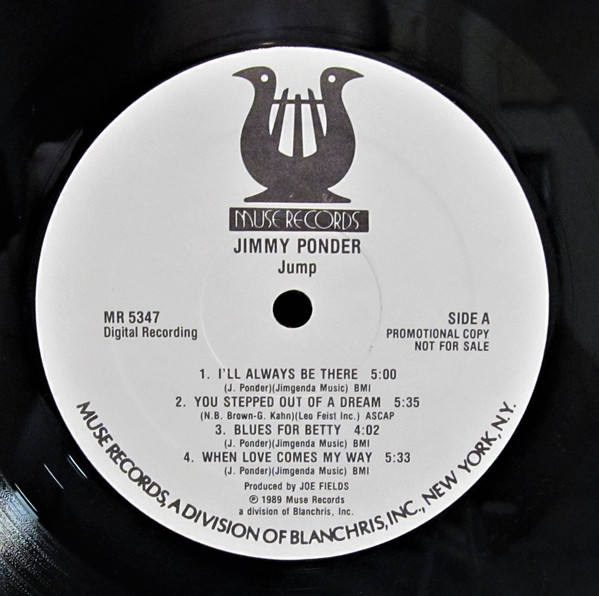 MUSE RECORDS
JIMMY PONDER
Jump
MR 5347
Digital Recording
SIDE A
PROMOTIONAL COPY
NOT FOR SALE
1. I'LL ALWAYS BE THERE 5:00
(J. Ponder)(Jimgenda Music) BMI
2. YOU STEPPED OUT OF A DREAM 5:35
(N.B. Brown-G. Kahn)(Leo Feist Inc.) ASCAP
3. BLUES FOR BETTY 4:02
(J. Ponder)(Jimgenda Music) BMI
4. WHEN LOVE COMES MY WAY 5:33
(J. Ponder)(Jimgenda Music) BMI
Produced by JOE FIELDS
℗ 1989 Muse Records
a division of Blanchris, Inc.
MUSE RECORDS, A DIVISION OF BLANCHRIS, INC., NEW YORK, N.Y.